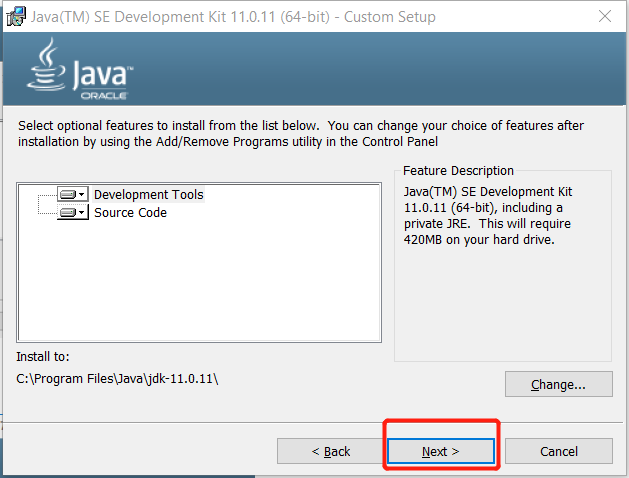 Java(TM) SE Development Kit 11.0.11 (64-bit) - Custom Setup
Java™
ORACLE
Select optional features to install from the list below.  You can change your choice of features after
installation by using the Add/Remove Programs utility in the Control Panel
Development Tools
Source Code
Feature Description
Java(TM) SE Development Kit
11.0.11 (64-bit), including a
private JRE.  This will require
420MB on your hard drive.
Install to:
C:\Program Files\Java\jdk-11.0.11\
Change...
< Back
Next >
Cancel